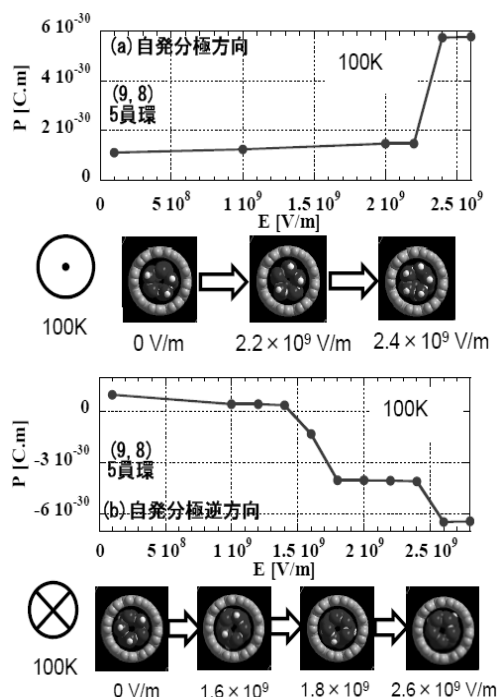 6 10⁻³⁰
(a) 自発分極方向
100K
4 10⁻³⁰
(9, 8)
5員環
P [C.m]
2 10⁻³⁰
0
5 10⁸ 1 10⁹ 1.5 10⁹ 2 10⁹ 2.5 10⁹
E [V/m]
100K
0 V/m 2.2 × 10⁹ V/m 2.4 × 10⁹ V/m
0
100K
P [C.m]
-3 10⁻³⁰
(9, 8)
5員環
-6 10⁻³⁰
(b) 自発分極逆方向
0 5 10⁸ 1 10⁹ 1.5 10⁹ 2 10⁹ 2.5 10⁹
E [V/m]
100K
0 V/m 1.6 × 10⁹ 1.8 × 10⁹ 2.6 × 10⁹ V/m